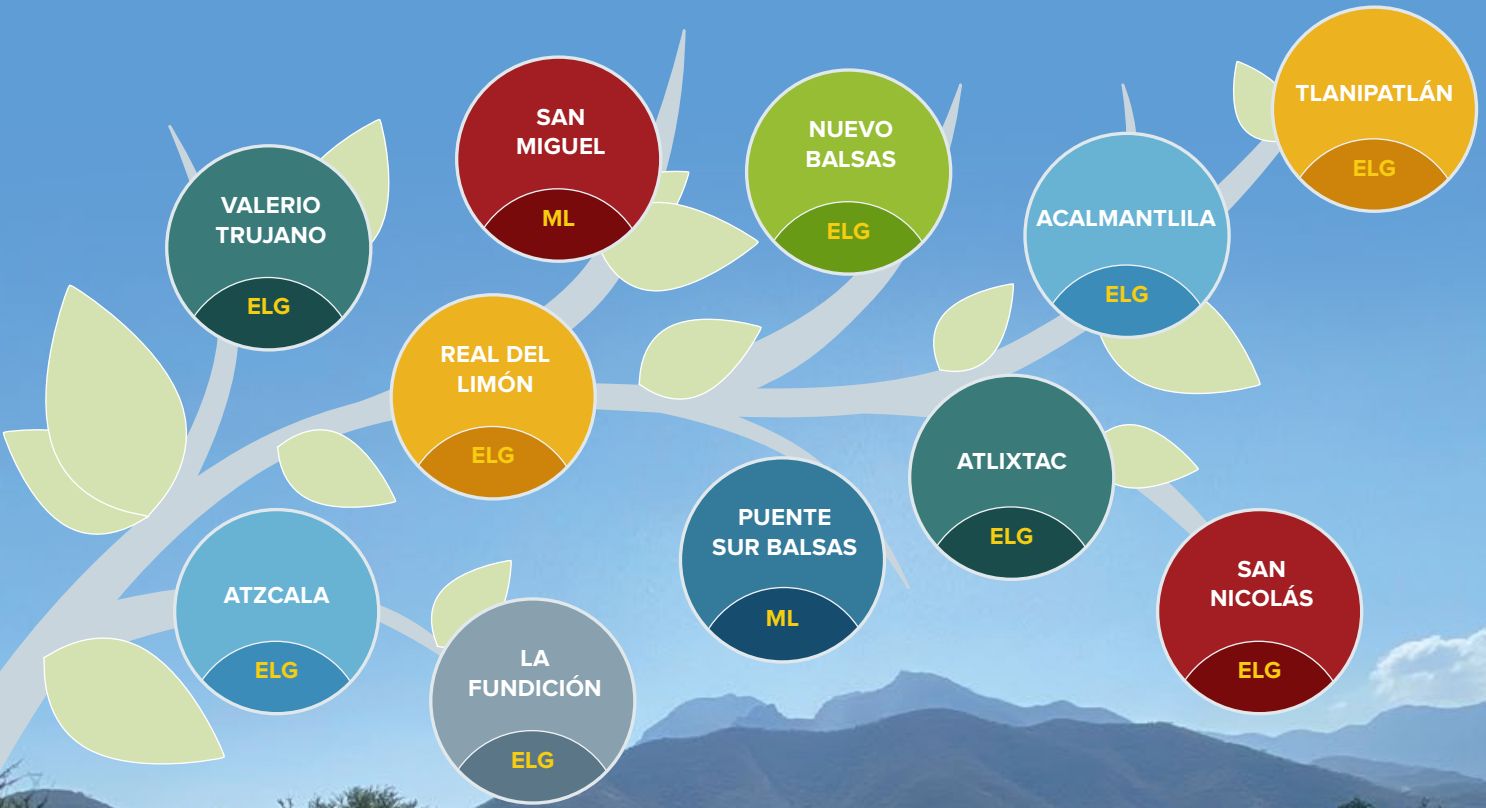 TLANIPATLÁN
ELG
SAN
MIGUEL
ML
NUEVO
BALSAS
ELG
VALERIO
TRUJANO
ELG
ACALMANTLILA
ELG
REAL DEL
LIMÓN
ELG
ATLIXTAC
ELG
PUENTE
SUR BALSAS
ML
ATZCALA
ELG
SAN
NICOLÁS
ELG
LA
FUNDICIÓN
ELG